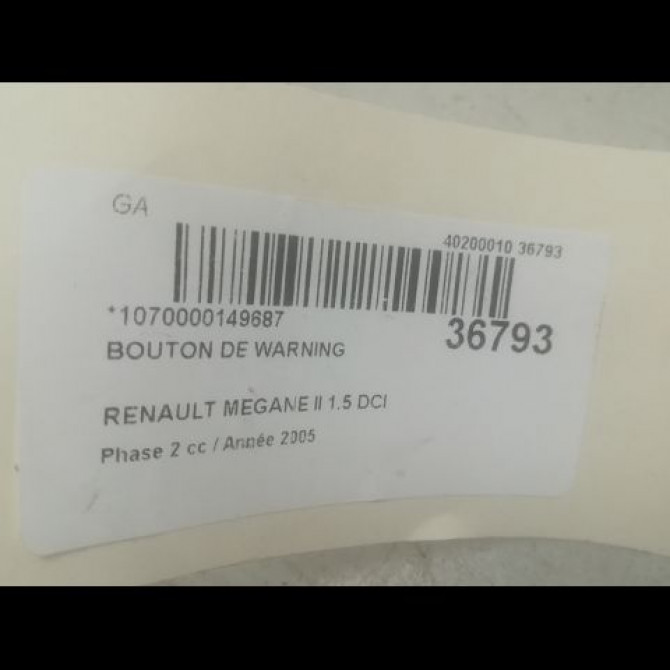 GA
40200010 36793
*1070000149687
36793
BOUTON DE WARNING
RENAULT MEGANE II 1.5 DCI
Phase 2 cc / Année 2005